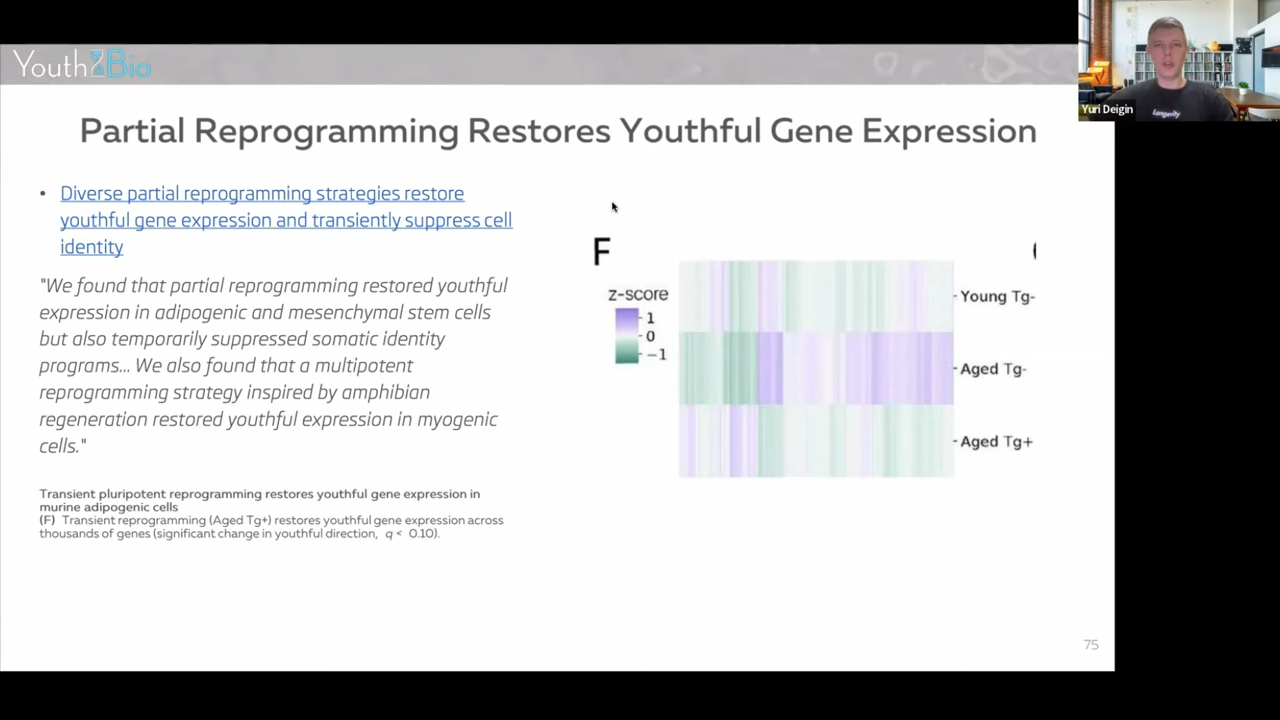 YouthBio
Yuri Deigin
Longevity
Partial Reprogramming Restores Youthful Gene Expression
• Diverse partial reprogramming strategies restore
youthful gene expression and transiently suppress cell
identity
"We found that partial reprogramming restored youthful
expression in adipogenic and mesenchymal stem cells
but also temporarily suppressed somatic identity
programs... We also found that a multipotent
reprogramming strategy inspired by amphibian
regeneration restored youthful expression in myogenic
cells."
Transient pluripotent reprogramming restores youthful gene expression in
murine adipogenic cells
(F) Transient reprogramming (Aged Tg+) restores youthful gene expression across
thousands of genes (significant change in youthful direction, q < 0.10).
F
z-score
1
0
-1
Young Tg-
Aged Tg-
Aged Tg+
75